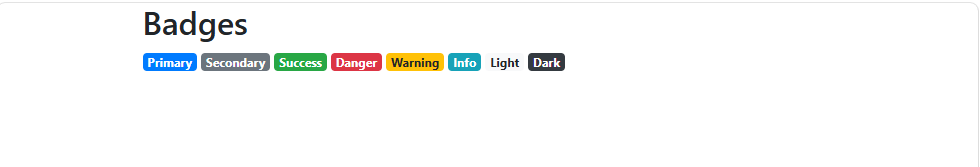 Badges
Primary Secondary Success Danger Warning Info Light Dark